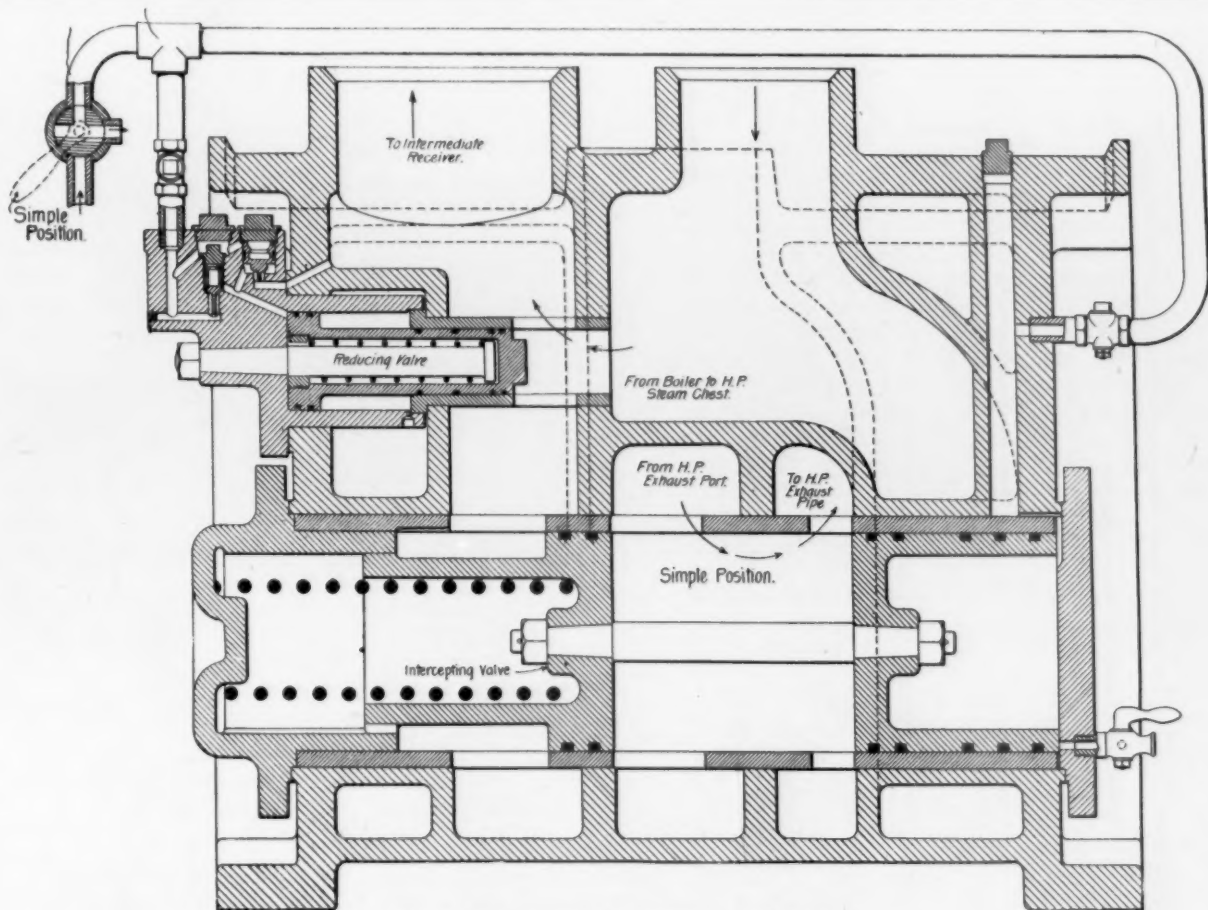 To Intermediate
Receiver.
Simple
Position.
Reducing Valve
From Boiler to H.P.
Steam Chest.
From H.P.
Exhaust Port.
To H.P.
Exhaust
Pipe
Simple Position.
Intercepting Valve